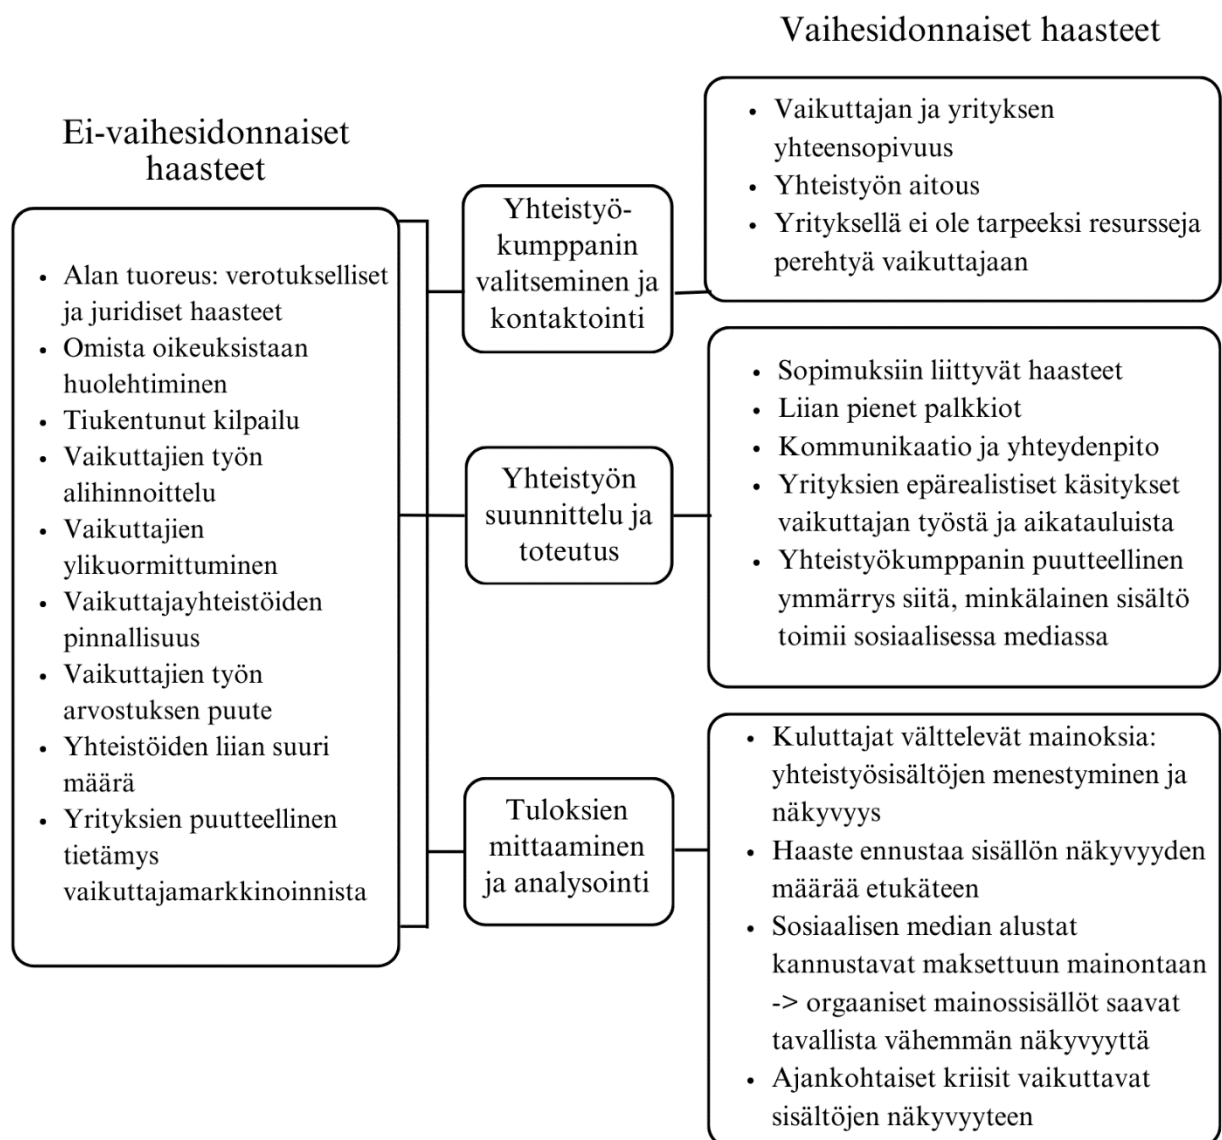 Ei-vaihesidonnaiset
haasteet
• Alan tuoreus: verotukselliset
ja juridiset haasteet
• Omista oikeuksistaan
huolehtiminen
• Tiukentunut kilpailu
• Vaikuttajien työn
alihinnoittelu
• Vaikuttajien
ylikuormittuminen
• Vaikuttajayhteistöiden
pinnallisuus
• Vaikuttajien työn
arvostuksen puute
• Yhteistöiden liian suuri
määrä
• Yrityksien puutteellinen
tietämys
vaikuttajamarkkinoinnista
Yhteistyö-
kumppanin
valitseminen ja
kontaktointi
Yhteistyön
suunnittelu ja
toteutus
Tuloksien
mittaaminen
ja analysointi
Vaihesidonnaiset haasteet
• Vaikuttajan ja yrityksen
yhteensopivuus
• Yhteistyön aitous
• Yrityksellä ei ole tarpeeksi resursseja
perehtyä vaikuttajaan
• Sopimuksiin liittyvät haasteet
• Liian pienet palkkiot
• Kommunikaatio ja yhteydenpito
• Yrityksien epärealistiset käsitykset
vaikuttajan työstä ja aikatauluista
• Yhteistyökumppanin puutteellinen
ymmärrys siitä, minkälainen sisältö
toimii sosiaalisessa mediassa
• Kuluttajat välttelevät mainoksia:
yhteistyösisältöjen menestyminen ja
näkyvyys
• Haaste ennustaa sisällön näkyvyyden
määrää etukäteen
• Sosiaalisen median alustat
kannustavat maksettuun mainontaan
-> orgaaniset mainossisällöt saavat
tavallista vähemmän näkyvyyttä
• Ajankohtaiset kriisit vaikuttavat
sisältöjen näkyvyyteen